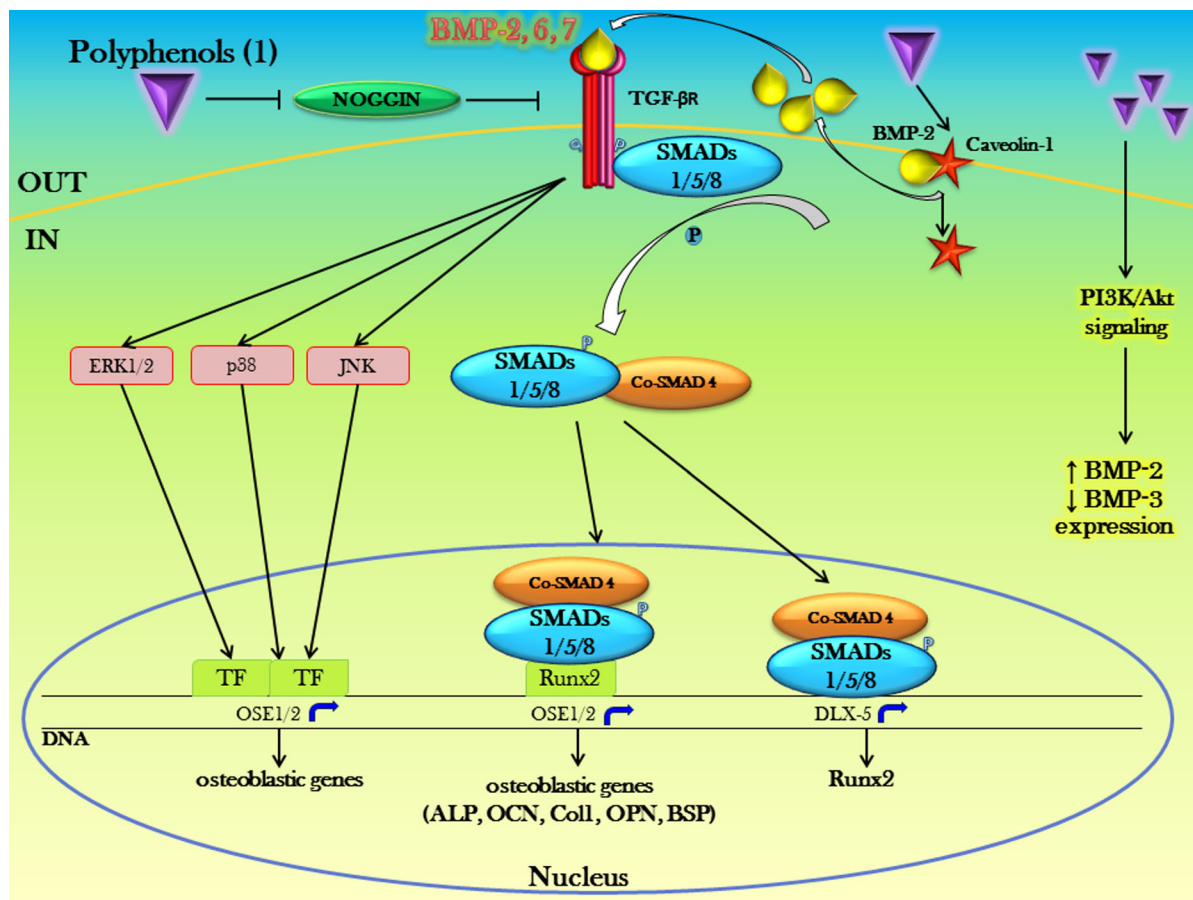 BMP-2, 6, 7
Polyphenols (1)
NOGGIN
TGF-βR
BMP-2
Caveolin-1
P
P
SMADs
1/5/8
OUT
IN
P
PI3K/Akt
signaling
ERK1/2
p38
JNK
P
SMADs
1/5/8
Co-SMAD 4
↑ BMP-2
↓ BMP-3
expression
Co-SMAD 4
P
SMADs
1/5/8
Co-SMAD 4
P
SMADs
1/5/8
TF
TF
Runx2
OSE1/2
OSE1/2
DLX-5
DNA
osteoblastic genes
osteoblastic genes
(ALP, OCN, Col1, OPN, BSP)
Runx2
Nucleus